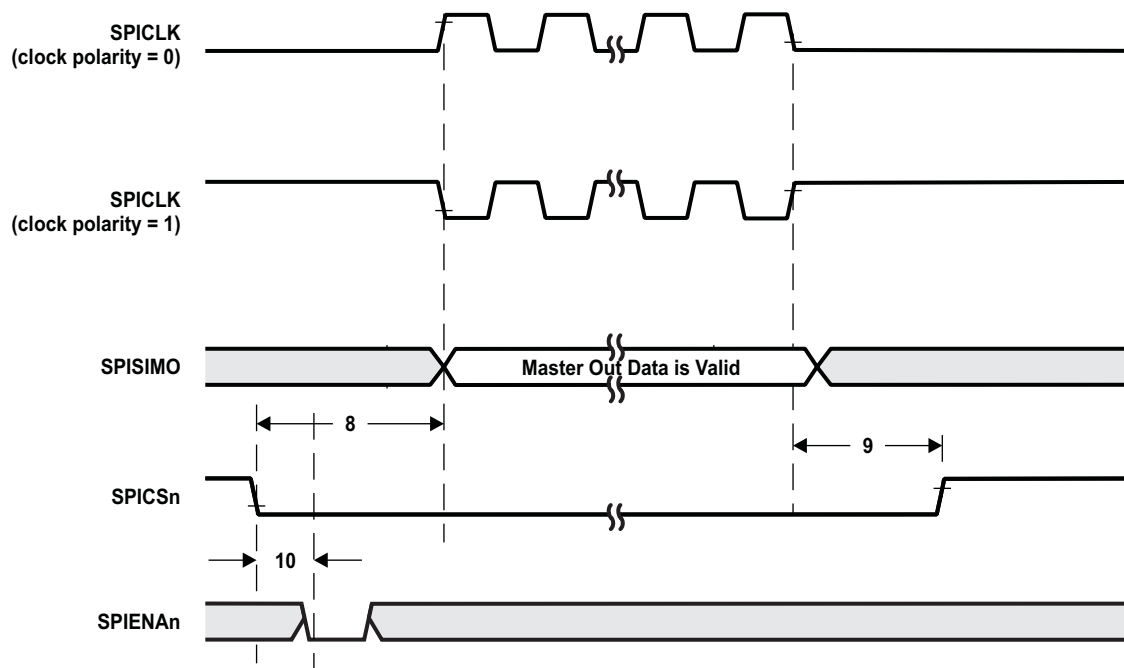 SPICLK
(clock polarity = 0)
SPICLK
(clock polarity = 1)
SPISIMO
Master Out Data is Valid
8
9
SPICSn
10
SPIENAn